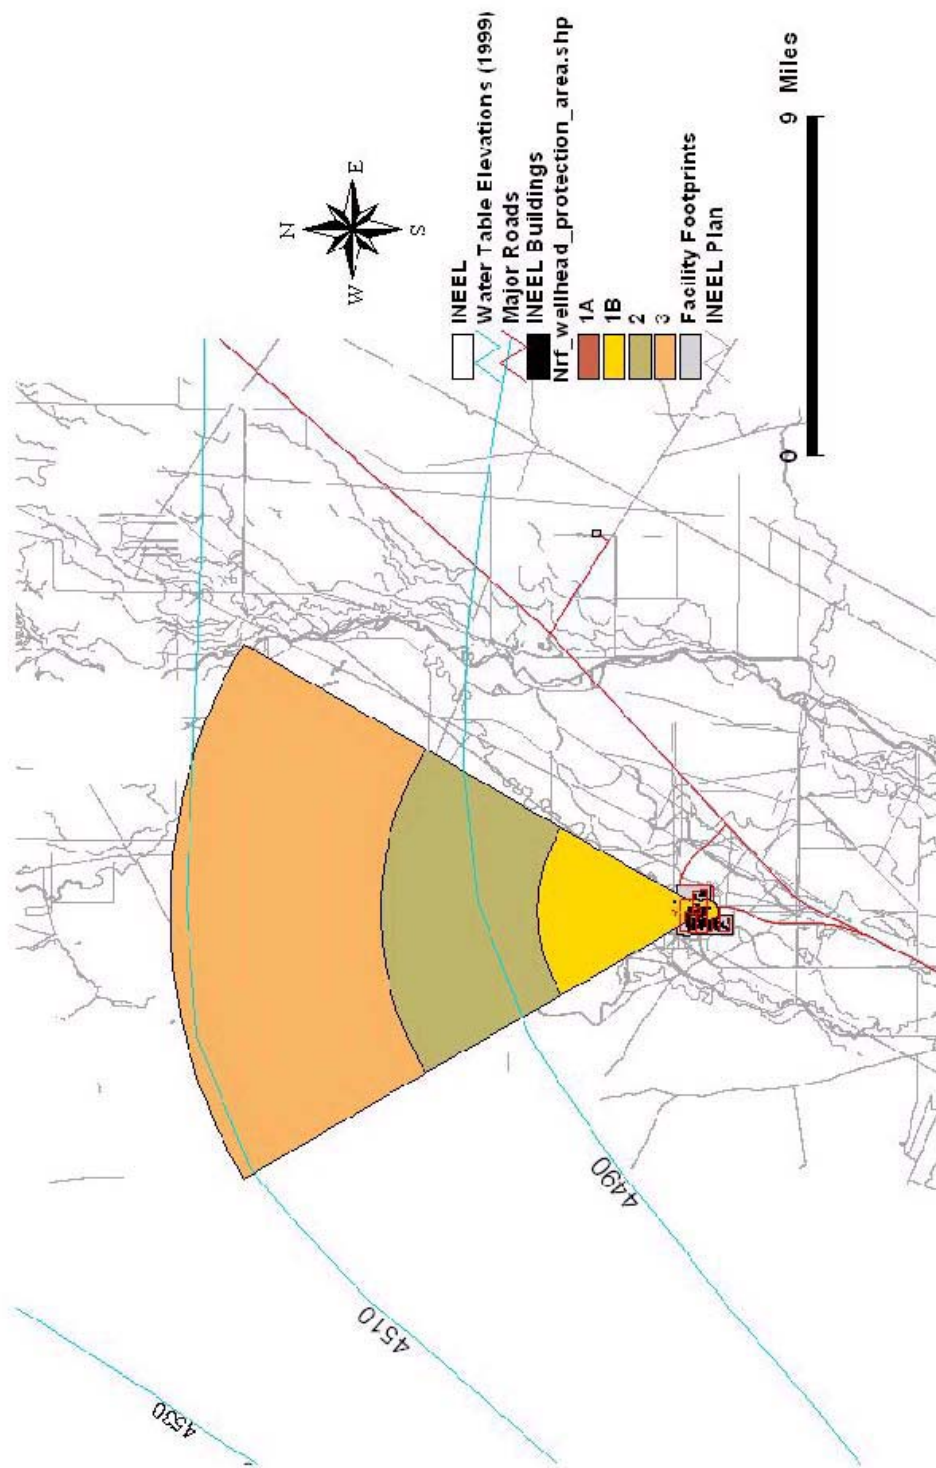 N
W
E
S
INEEL
Water Table Elevations (1999)
Major Roads
INEEL Buildings
Nrf_wellhead_protection_area.shp
1A
1B
2
3
Facility Footprints
INEEL Plan
0
9 Miles
4490
4510
4530